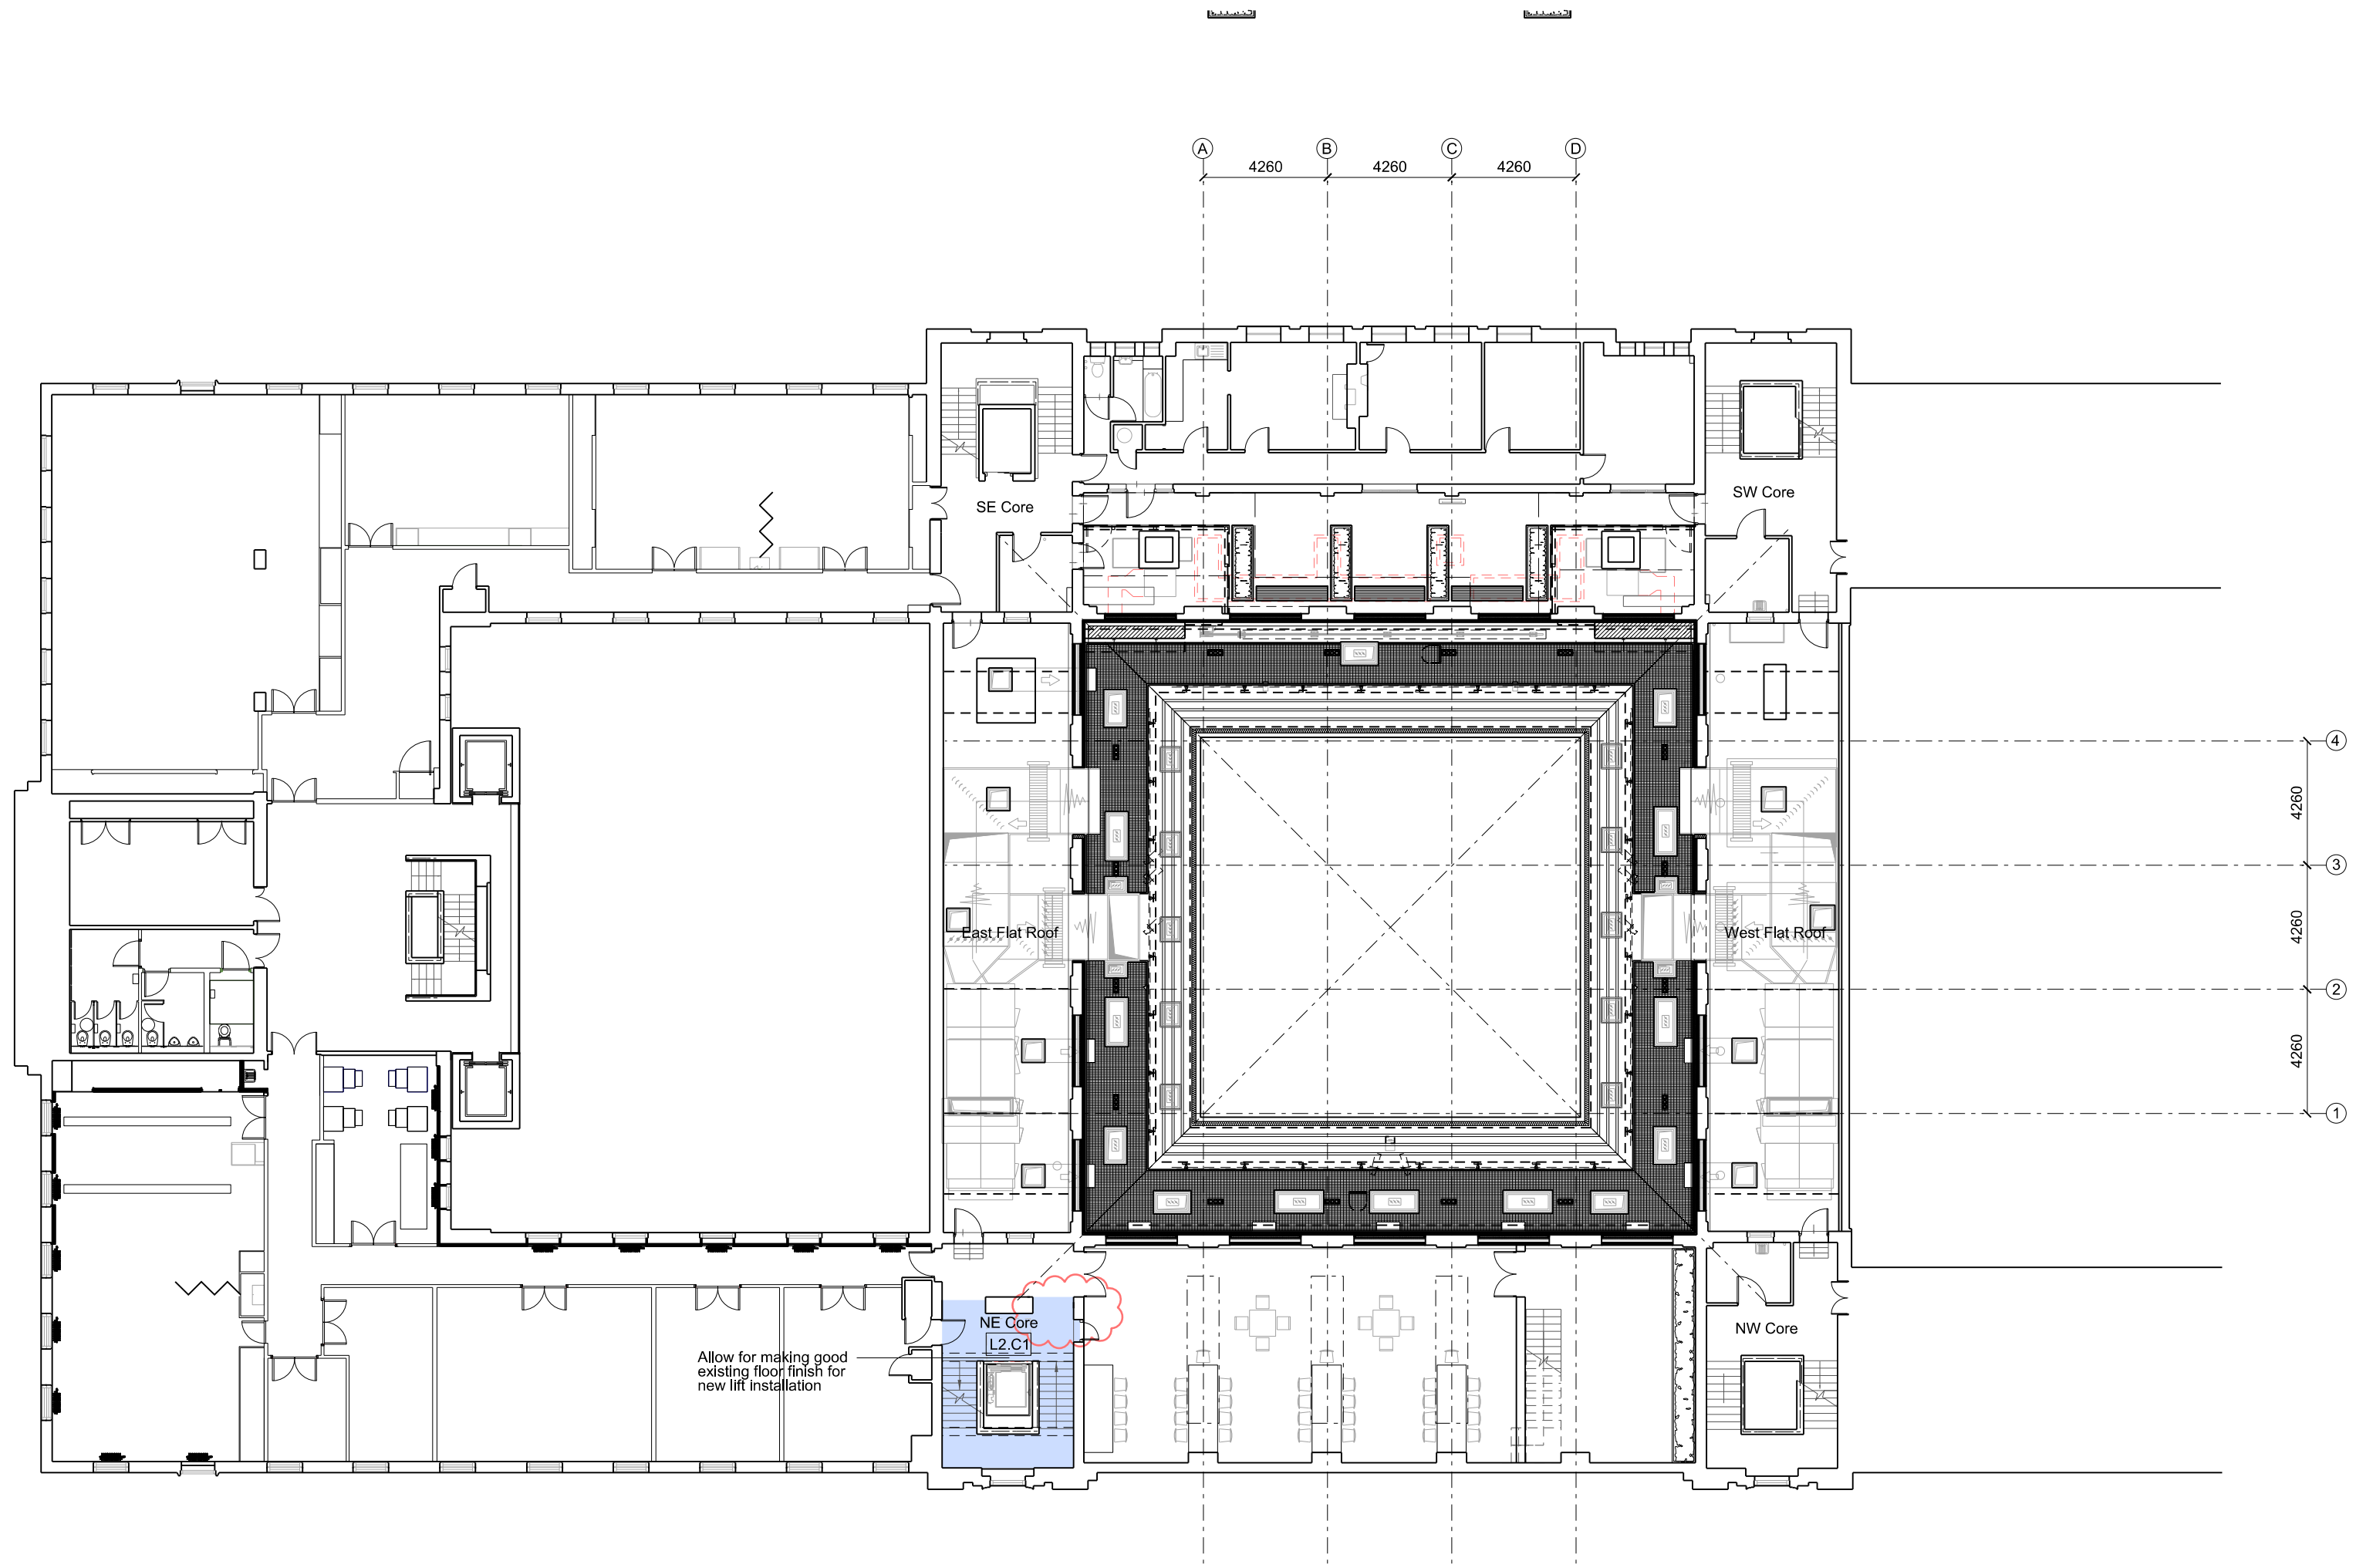 A
B
C
D
4260
4260
4260
SE Core
SW Core
4
4260
3
East Flat Roof
West Flat Roof
4260
2
4260
1
NE Core
L2.C1
NW Core
Allow for making good
existing floor finish for
new lift installation